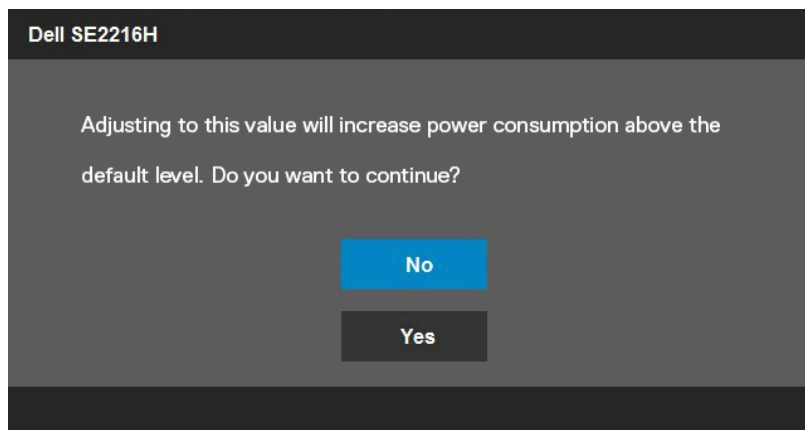 Dell SE2216H
Adjusting to this value will increase power consumption above the
default level. Do you want to continue?
No
Yes